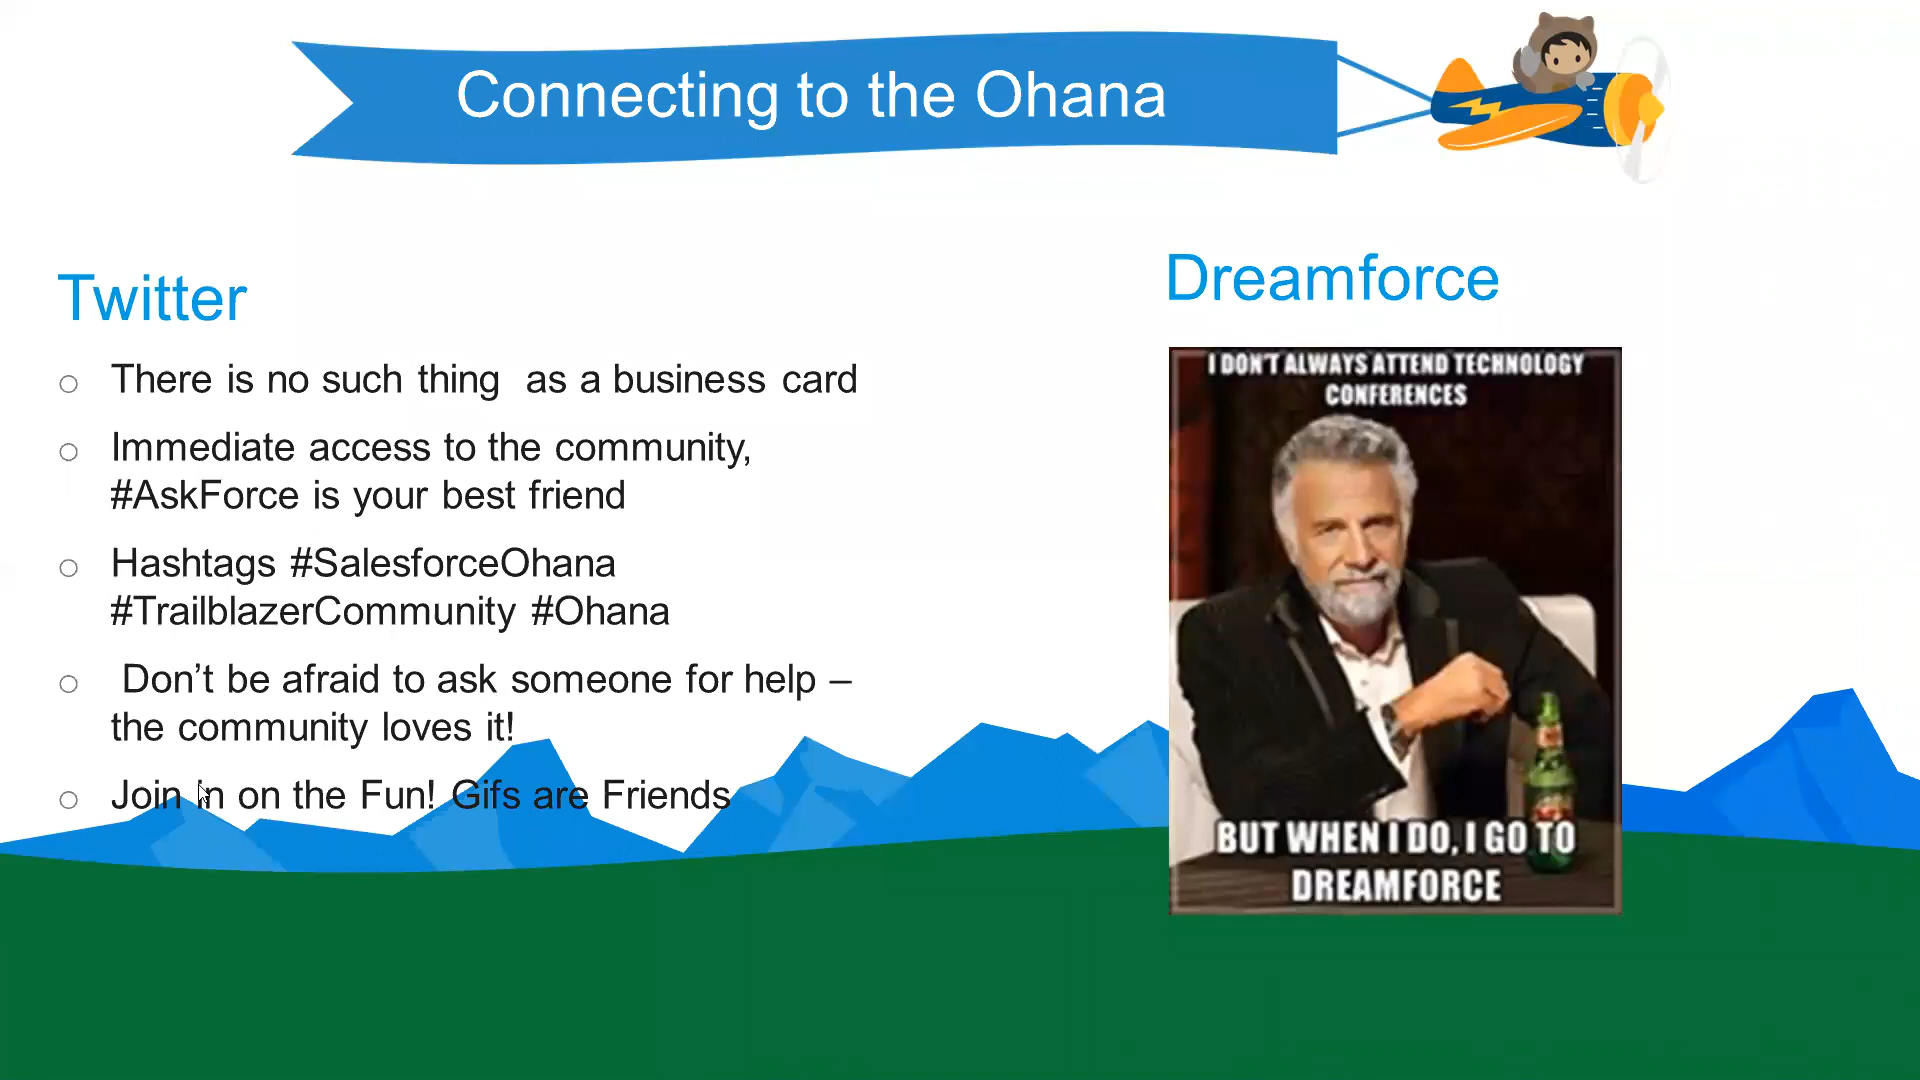 Connecting to the Ohana
Twitter
There is no such thing  as a business card
Immediate access to the community,
#AskForce is your best friend
Hashtags #SalesforceOhana
#TrailblazerCommunity #Ohana
Don’t be afraid to ask someone for help –
the community loves it!
Join in on the Fun! Gifs are Friends
Dreamforce
I DON'T ALWAYS ATTEND TECHNOLOGY
CONFERENCES
BUT WHEN I DO, I GO TO
DREAMFORCE